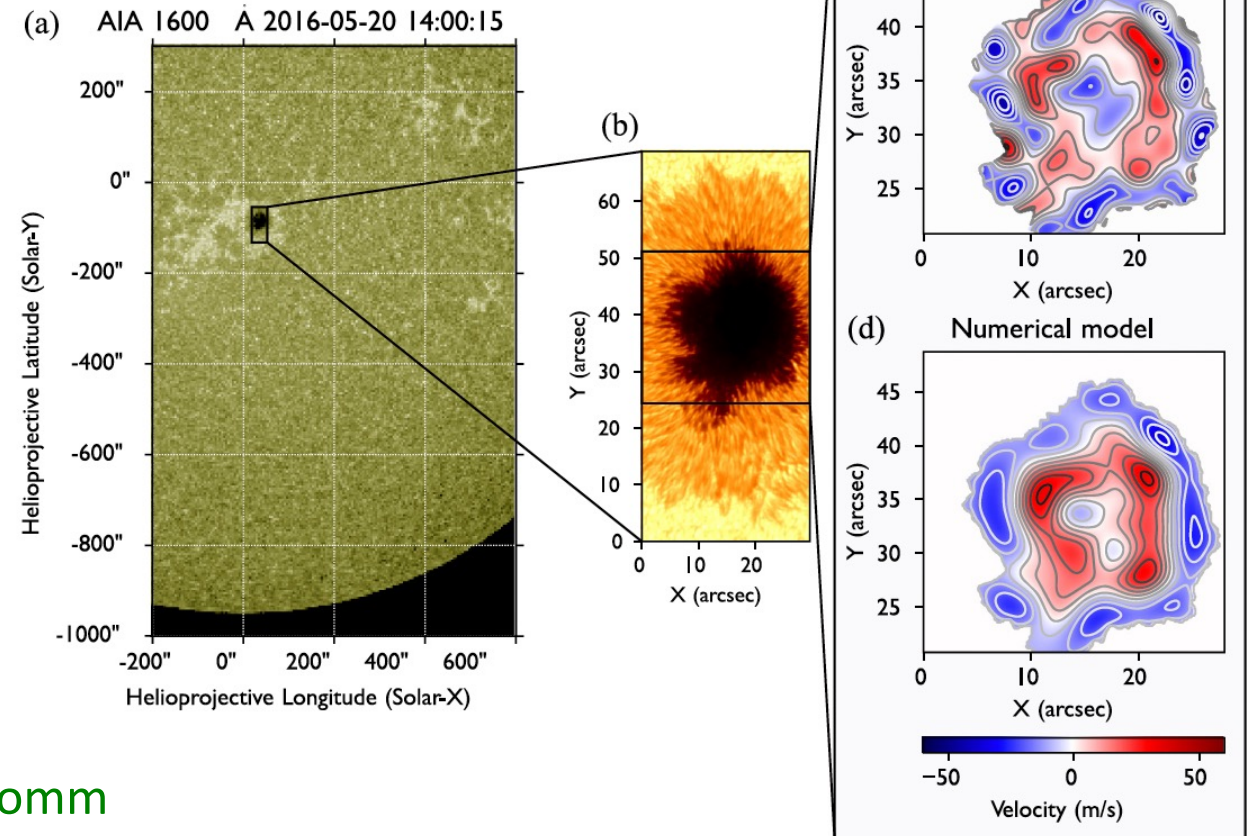 (a) AIA 1600 Å 2016-05-20 14:00:15
200"
0"
-200"
-400"
-600"
-800"
-1000"
-200" 0" 200" 400" 600"
Helioprojective Latitude (Solar-Y)
Helioprojective Longitude (Solar-X)
(b)
60
50
40
30
20
10
0
0 10 20
Y (arcsec)
X (arcsec)
40
35
30
25
0 10 20
Y (arcsec)
X (arcsec)
(d) Numerical model
45
40
35
30
25
0 10 20
Y (arcsec)
X (arcsec)
−50 0 50
Velocity (m/s)
omm